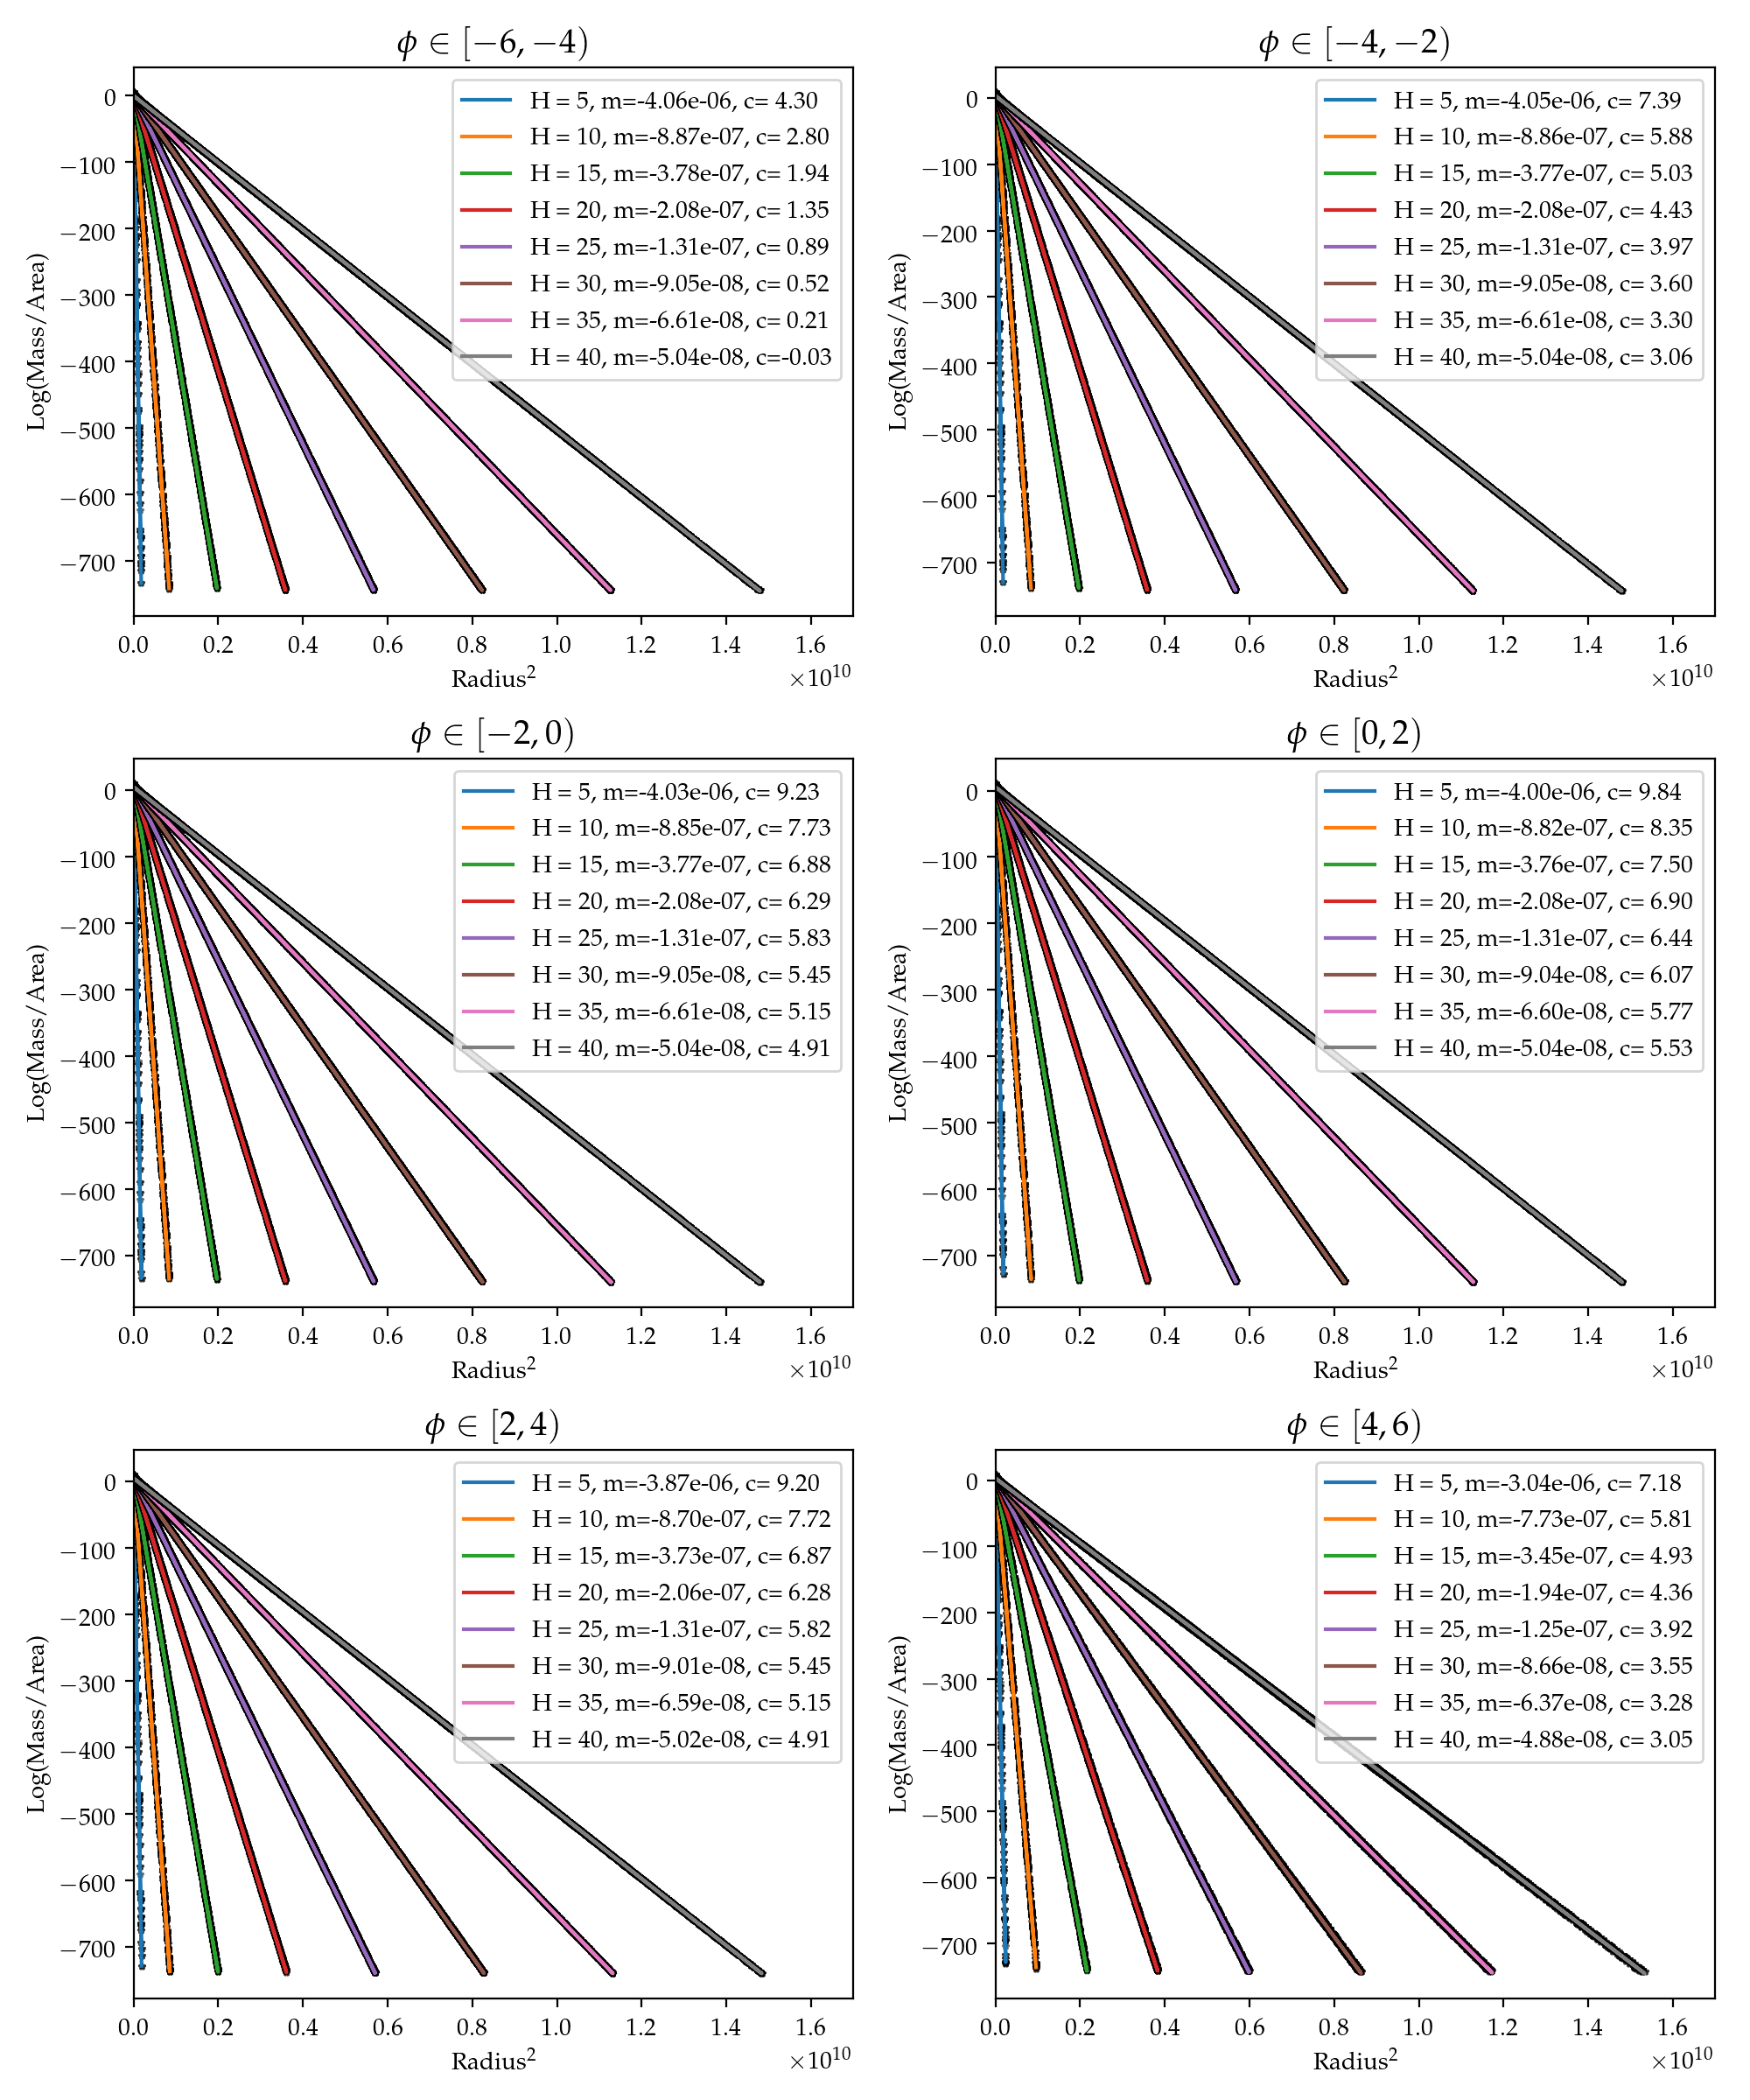 ϕ ∈ [−6, −4)
Log(Mass/Area)
0
−100
−200
−300
−400
−500
−600
−700
H = 5, m=-4.06e-06, c= 4.30
H = 10, m=-8.87e-07, c= 2.80
H = 15, m=-3.78e-07, c= 1.94
H = 20, m=-2.08e-07, c= 1.35
H = 25, m=-1.31e-07, c= 0.89
H = 30, m=-9.05e-08, c= 0.52
H = 35, m=-6.61e-08, c= 0.21
H = 40, m=-5.04e-08, c=-0.03
0.0 0.2 0.4 0.6 0.8 1.0 1.2 1.4 1.6
Radius²
×10¹⁰
ϕ ∈ [−4, −2)
Log(Mass/Area)
0
−100
−200
−300
−400
−500
−600
−700
H = 5, m=-4.05e-06, c= 7.39
H = 10, m=-8.86e-07, c= 5.88
H = 15, m=-3.77e-07, c= 5.03
H = 20, m=-2.08e-07, c= 4.43
H = 25, m=-1.31e-07, c= 3.97
H = 30, m=-9.05e-08, c= 3.60
H = 35, m=-6.61e-08, c= 3.30
H = 40, m=-5.04e-08, c= 3.06
0.0 0.2 0.4 0.6 0.8 1.0 1.2 1.4 1.6
Radius²
×10¹⁰
ϕ ∈ [−2, 0)
Log(Mass/Area)
0
−100
−200
−300
−400
−500
−600
−700
H = 5, m=-4.03e-06, c= 9.23
H = 10, m=-8.85e-07, c= 7.73
H = 15, m=-3.77e-07, c= 6.88
H = 20, m=-2.08e-07, c= 6.29
H = 25, m=-1.31e-07, c= 5.83
H = 30, m=-9.05e-08, c= 5.45
H = 35, m=-6.61e-08, c= 5.15
H = 40, m=-5.04e-08, c= 4.91
0.0 0.2 0.4 0.6 0.8 1.0 1.2 1.4 1.6
Radius²
×10¹⁰
ϕ ∈ [0, 2)
Log(Mass/Area)
0
−100
−200
−300
−400
−500
−600
−700
H = 5, m=-4.00e-06, c= 9.84
H = 10, m=-8.82e-07, c= 8.35
H = 15, m=-3.76e-07, c= 7.50
H = 20, m=-2.08e-07, c= 6.90
H = 25, m=-1.31e-07, c= 6.44
H = 30, m=-9.04e-08, c= 6.07
H = 35, m=-6.60e-08, c= 5.77
H = 40, m=-5.04e-08, c= 5.53
0.0 0.2 0.4 0.6 0.8 1.0 1.2 1.4 1.6
Radius²
×10¹⁰
ϕ ∈ [2, 4)
Log(Mass/Area)
0
−100
−200
−300
−400
−500
−600
−700
H = 5, m=-3.87e-06, c= 9.20
H = 10, m=-8.70e-07, c= 7.72
H = 15, m=-3.73e-07, c= 6.87
H = 20, m=-2.06e-07, c= 6.28
H = 25, m=-1.31e-07, c= 5.82
H = 30, m=-9.01e-08, c= 5.45
H = 35, m=-6.59e-08, c= 5.15
H = 40, m=-5.02e-08, c= 4.91
0.0 0.2 0.4 0.6 0.8 1.0 1.2 1.4 1.6
Radius²
×10¹⁰
ϕ ∈ [4, 6)
Log(Mass/Area)
0
−100
−200
−300
−400
−500
−600
−700
H = 5, m=-3.04e-06, c= 7.18
H = 10, m=-7.73e-07, c= 5.81
H = 15, m=-3.45e-07, c= 4.93
H = 20, m=-1.94e-07, c= 4.36
H = 25, m=-1.25e-07, c= 3.92
H = 30, m=-8.66e-08, c= 3.55
H = 35, m=-6.37e-08, c= 3.28
H = 40, m=-4.88e-08, c= 3.05
0.0 0.2 0.4 0.6 0.8 1.0 1.2 1.4 1.6
Radius²
×10¹⁰